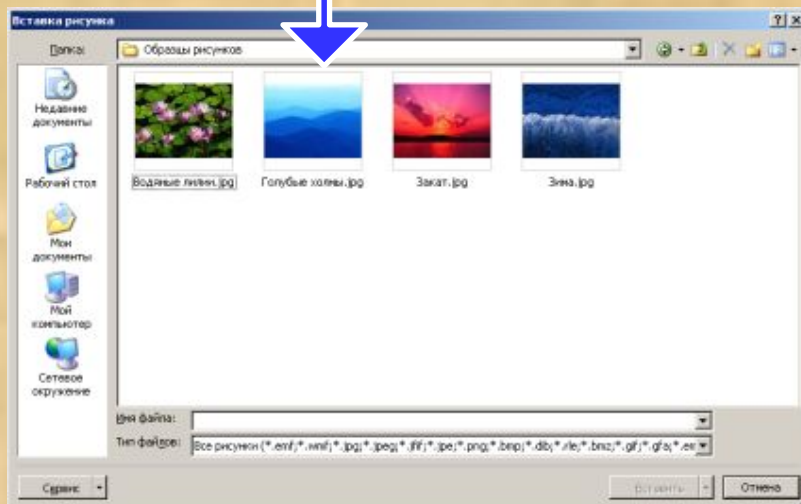 Вставка рисунка
Папка: Образцы рисунков
Недавние
документы
Рабочий стол
Мои
документы
Мой
компьютер
Сетевое
окружение
Водяные лилии.jpg Голубые холмы.jpg Закат.jpg Зима.jpg
Имя файла:
Тип файлов: Все рисунки (*.emf;*.wmf;*.jpg;*.jpeg;*.jfif;*.jpe;*.png;*.bmp;*.dib;*.rle;*.bmz;*.gif;*.gfa;*.em
Сервис Вставить Отмена